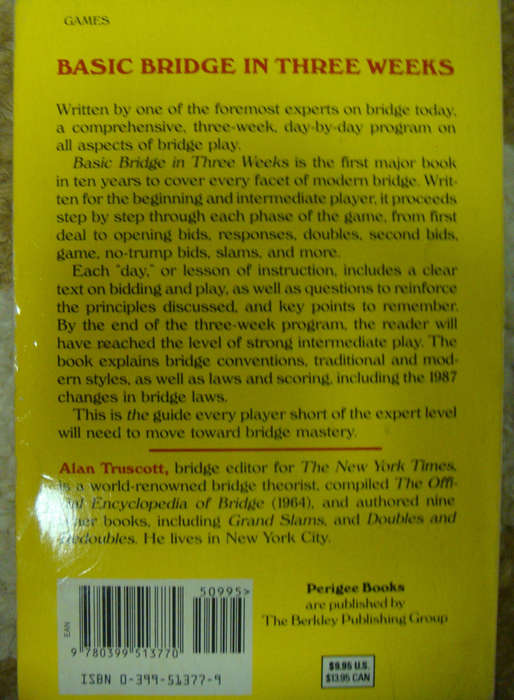 GAMES
BASIC BRIDGE IN THREE WEEKS
Written by one of the foremost experts on bridge today,
a comprehensive, three-week, day-by-day program on
all aspects of bridge play.
Basic Bridge in Three Weeks is the first major book
in ten years to cover every facet of modern bridge. Writ-
ten for the beginning and intermediate player, it proceeds
step by step through each phase of the game, from first
deal to opening bids, responses, doubles, second bids,
game, no-trump bids, slams, and more.
Each "day," or lesson of instruction, includes a clear
text on bidding and play, as well as questions to reinforce
the principles discussed, and key points to remember.
By the end of the three-week program, the reader will
have reached the level of strong intermediate play. The
book explains bridge conventions, traditional and mod-
ern styles, as well as laws and scoring, including the 1987
changes in bridge laws.
This is the guide every player short of the expert level
will need to move toward bridge mastery.
Alan Truscott, bridge editor for The New York Times,
is a world-renowned bridge theorist, compiled The Offi-
Encyclopedia of Bridge (1964), and authored nine
books, including Grand Slams, and Doubles and
Redoubles. He lives in New York City.
50995>
EAN
9 780399 513770
ISBN 0-399-51377-9
Perigee Books
are published by
The Berkley Publishing Group
$9.95 U.S.
$13.95 CAN